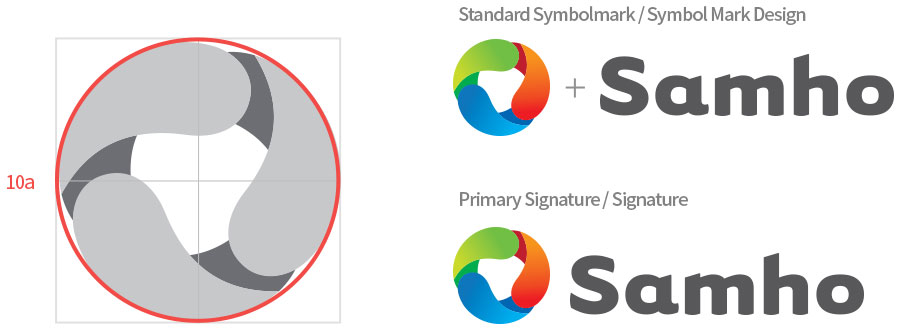 Standard Symbolmark / Symbol Mark Design
+ Samho
10a
Primary Signature / Signature
Samho